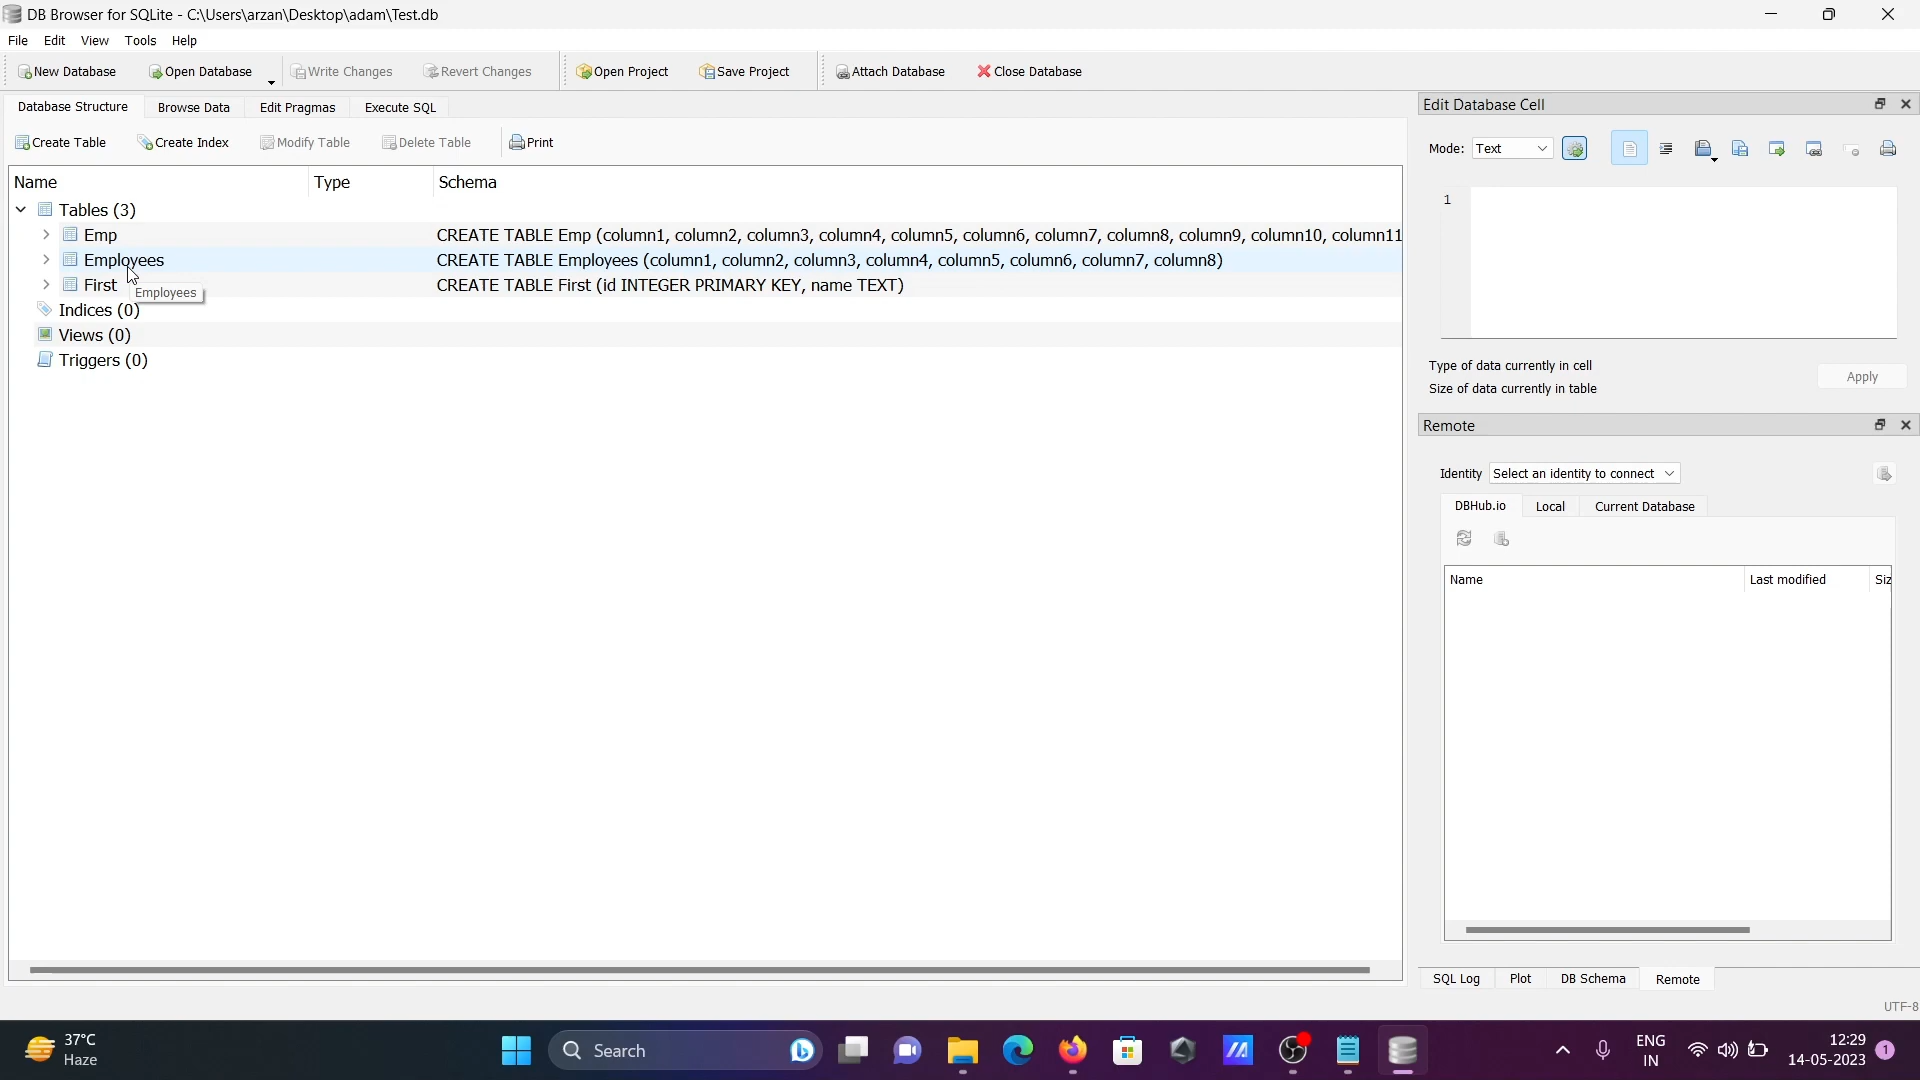 DB Browser for SQLite - C:\Users\arzan\Desktop\adam\Test.db
File Edit View Tools Help
New Database Open Database Write Changes Revert Changes Open Project Save Project Attach Database Close Database
Database Structure Browse Data Edit Pragmas Execute SQL
Create Table Create Index Modify Table Delete Table Print
Name Type Schema
Tables (3)
Emp CREATE TABLE Emp (column1, column2, column3, column4, column5, column6, column7, column8, column9, column10, column11
Employees CREATE TABLE Employees (column1, column2, column3, column4, column5, column6, column7, column8)
First CREATE TABLE First (id INTEGER PRIMARY KEY, name TEXT)
Employees
Indices (0)
Views (0)
Triggers (0)
Edit Database Cell
Mode: Text
1
Type of data currently in cell
Size of data currently in table
Apply
Remote
Identity Select an identity to connect
DBHub.io Local Current Database
Name Last modified Siz
SQL Log Plot DB Schema Remote
UTF-8
37°C
Haze
Search
ENG
IN
12:29
14-05-2023
1